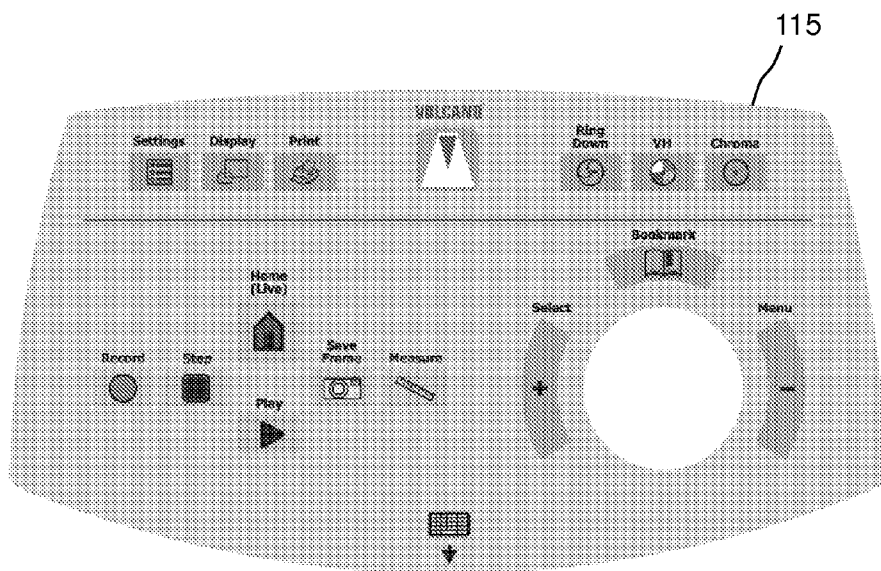 115
VOLCANO
Settings Display Print
Ring
Down
VH Chroma
Bookmark
Home
(Live)
Select
Menu
Record Stop
Save
Frame
Measure
+
-
Play